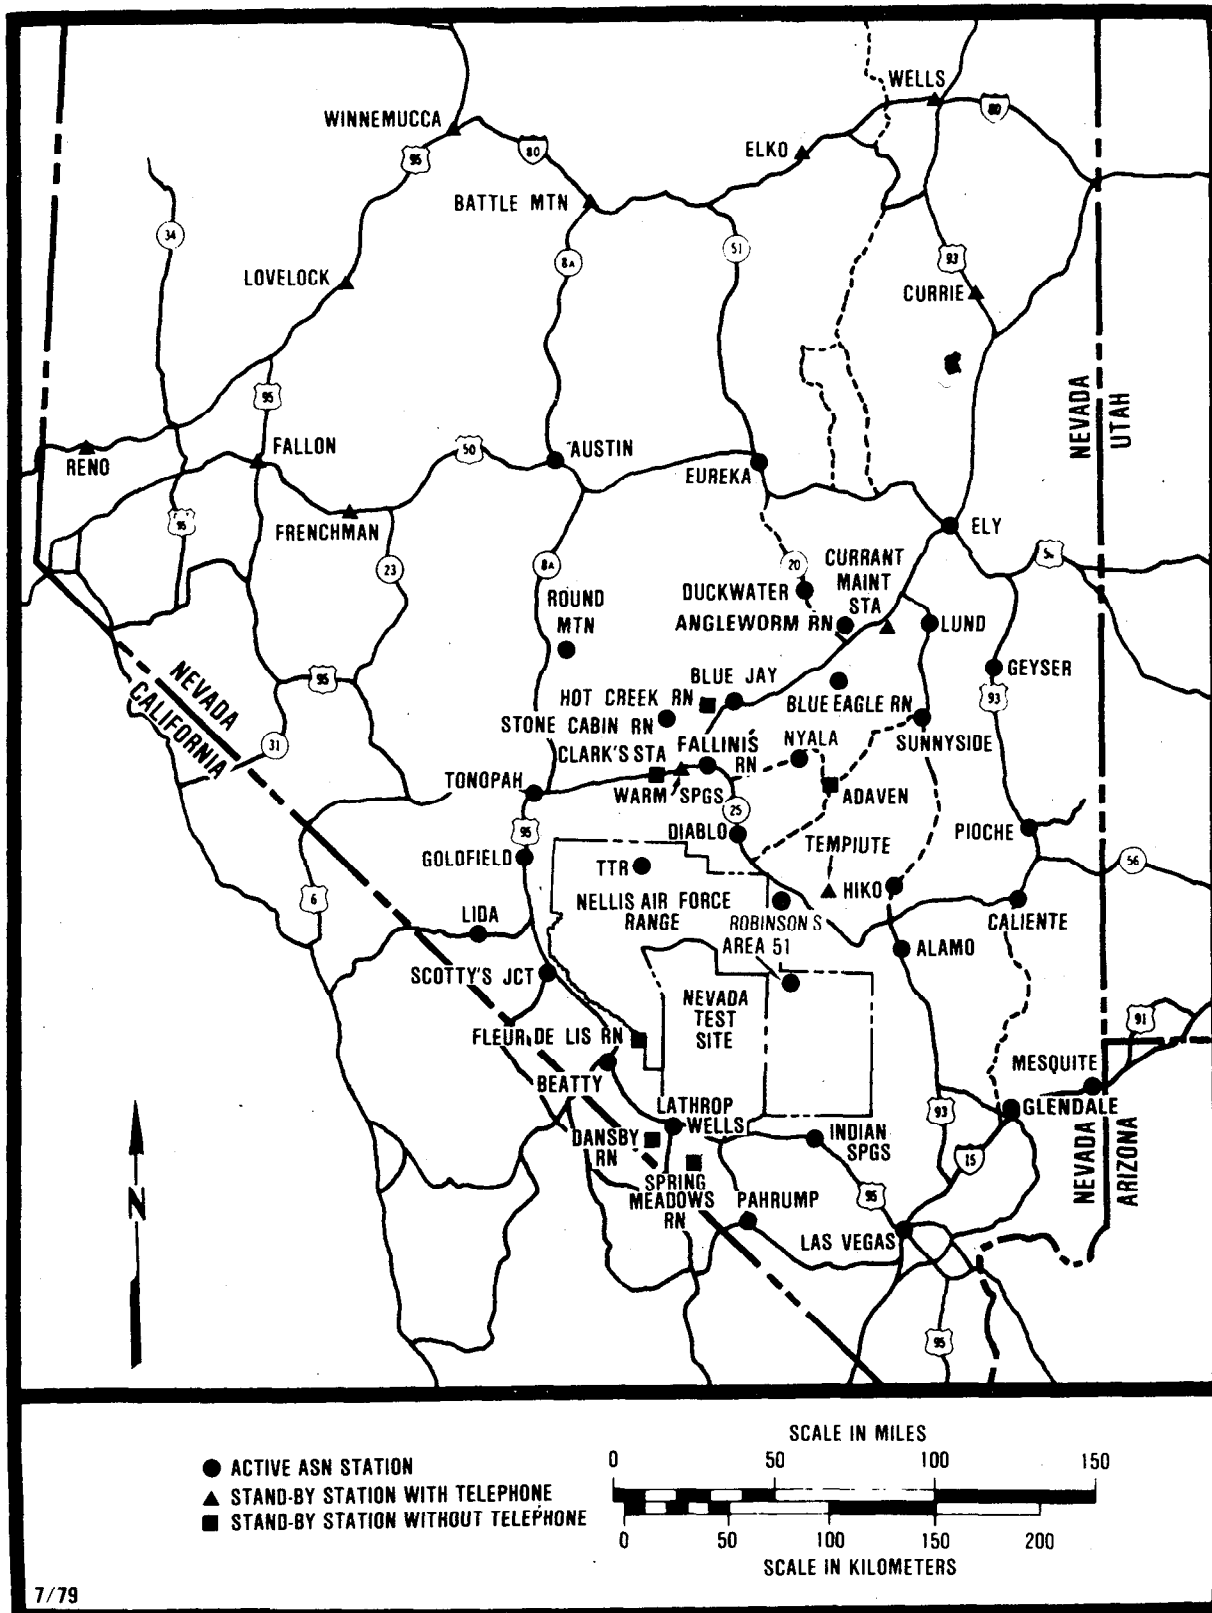 WELLS
80
WINNEMUCCA
95
80
ELKO
BATTLE MTN
34
8A
51
93
LOVELOCK
CURRIE
95
NEVADA
UTAH
FALLON
50
AUSTIN
RENO
EUREKA
95
FRENCHMAN
ELY
23
8A
20
CURRANT
MAINT
STA
DUCKWATER
ROUND
MTN
ANGLEWORM RN
LUND
GEYSER
NEVADA
CALIFORNIA
95
BLUE JAY
HOT CREEK RN
BLUE EAGLE RN
93
STONE CABIN RN
31
CLARK'S STA
FALLINI'S
RN
NYALA
SUNNYSIDE
TONOPAH
WARM SPGS
ADAVEN
25
95
DIABLO
TEMPIUTE
PIOCHE
GOLDFIELD
TTR
56
6
NELLIS AIR FORCE
RANGE
HIKO
LIDA
ROBINSON'S
CALIENTE
AREA 51
ALAMO
SCOTTY'S JCT
NEVADA
TEST
SITE
91
FLEUR DE LIS RN
MESQUITE
BEATTY
LATHROP
WELLS
93
GLENDALE
DANSBY
RN
INDIAN
SPGS
15
NEVADA
ARIZONA
SPRING
MEADOWS
RN
PAHRUMP
95
N
LAS VEGAS
95
SCALE IN MILES
0 50 100 150
ACTIVE ASN STATION
STAND-BY STATION WITH TELEPHONE
STAND-BY STATION WITHOUT TELEPHONE
0 50 100 150 200
SCALE IN KILOMETERS
7/79